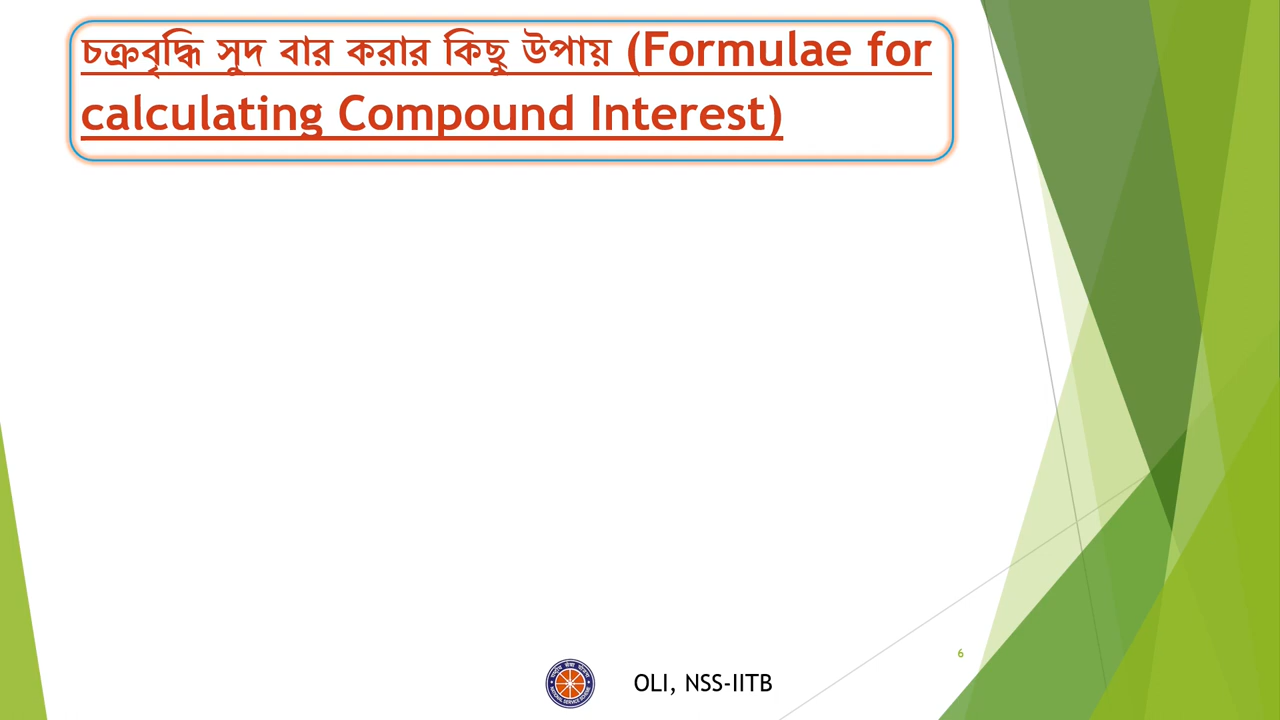 চক্রবৃদ্ধি সুদ বার করার কিছু উপায় (Formulae for
calculating Compound Interest)
6
OLI, NSS-IITB